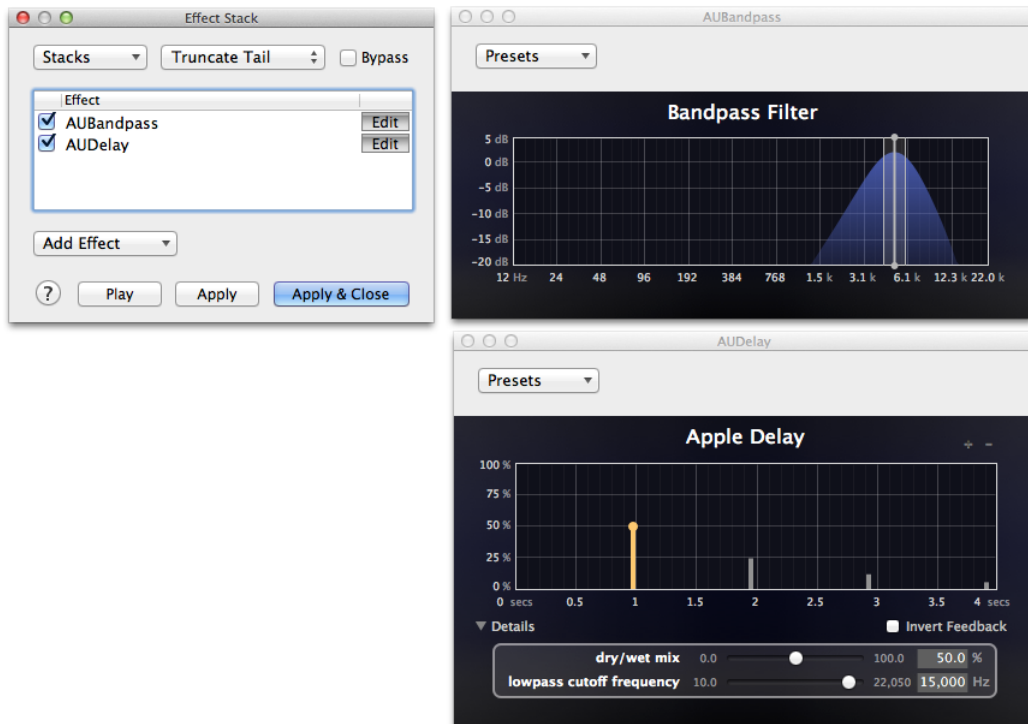 Effect Stack
Stacks
Truncate Tail
Bypass
Effect
AUBandpass Edit
AUDelay Edit
Add Effect
? Play Apply Apply & Close
AUBandpass
Presets
Bandpass Filter
5 dB
0 dB
-5 dB
-10 dB
-15 dB
-20 dB
12 Hz 24 48 96 192 384 768 1.5 k 3.1 k 6.1 k 12.3 k 22.0 k
AUDelay
Presets
Apple Delay
+ -
100 %
75 %
50 %
25 %
0 %
0 secs 0.5 1 1.5 2 2.5 3 3.5 4 secs
Details
Invert Feedback
dry/wet mix 0.0 100.0 50.0 %
lowpass cutoff frequency 10.0 22,050 15,000 Hz